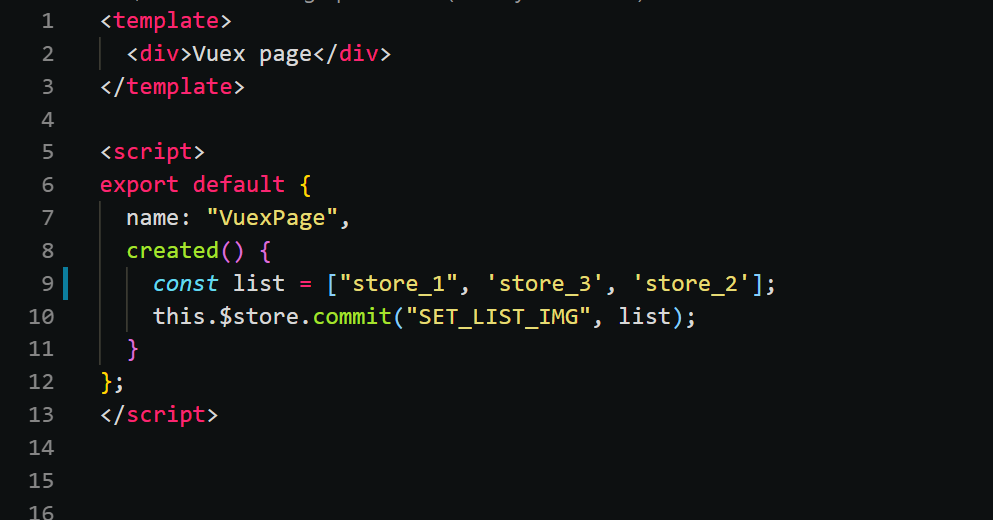 1 <template>
2   <div>Vuex page</div>
3 </template>
4
5 <script>
6 export default {
7   name: "VuexPage",
8   created() {
9     const list = ["store_1", 'store_3', 'store_2'];
10     this.$store.commit("SET_LIST_IMG", list);
11   }
12 };
13 </script>
14
15
16